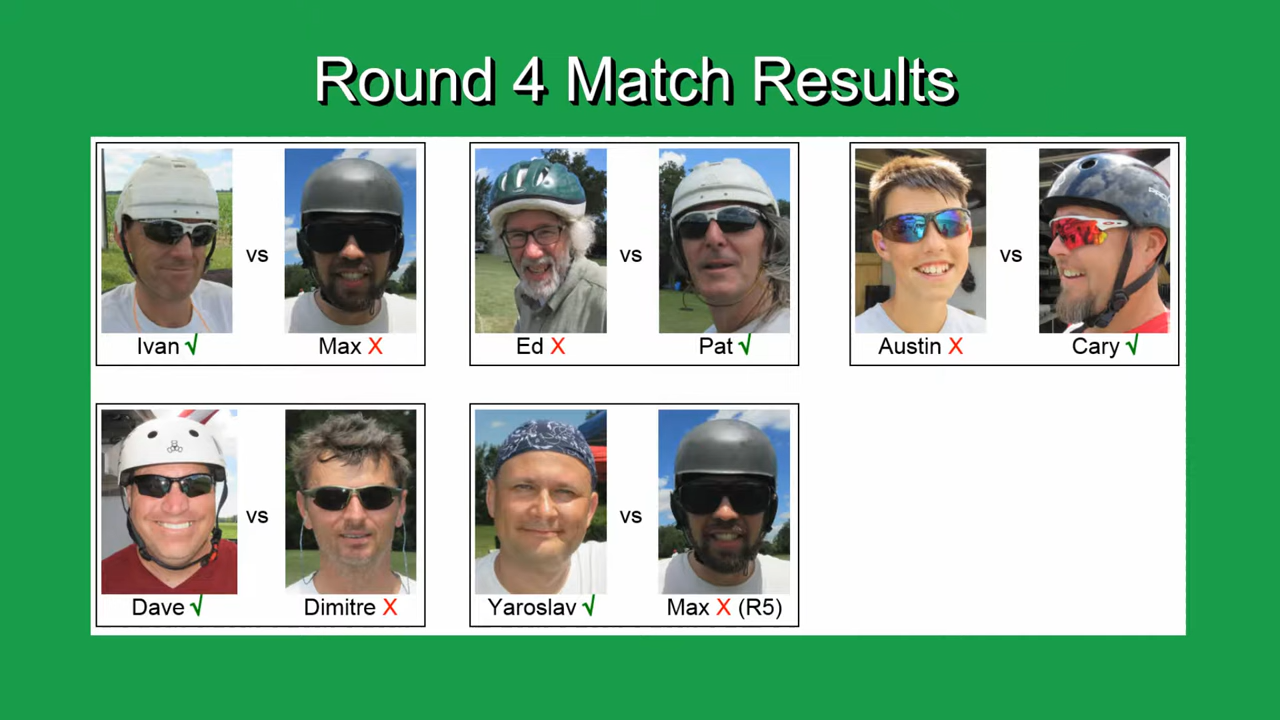 Round 4 Match Results
Ivan √ vs Max X
Ed X vs Pat √
Austin X vs Cary √
Dave √ vs Dimitre X
Yaroslav √ vs Max X (R5)